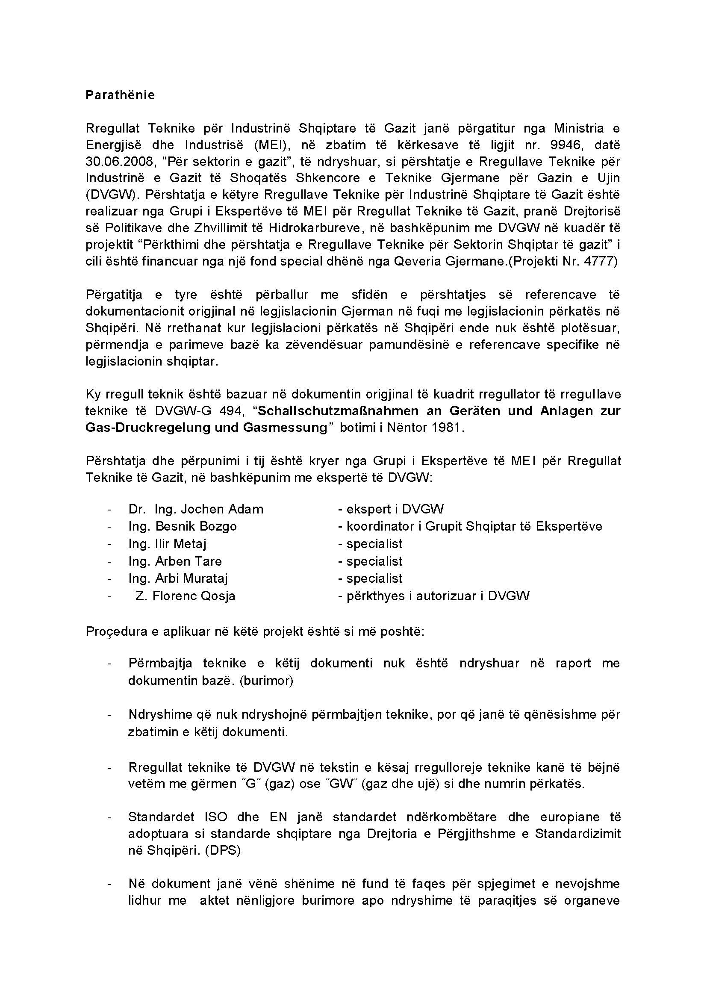 Parathënie
Rregullat Teknike për Industrinë Shqiptare të Gazit janë përgatitur nga Ministria e
Energjisë dhe Industrisë (MEI), në zbatim të kërkesave të ligjit nr. 9946, datë
30.06.2008, “Për sektorin e gazit”, të ndryshuar, si përshtatje e Rregullave Teknike për
Industrinë e Gazit të Shoqatës Shkencore e Teknike Gjermane për Gazin e Ujin
(DVGW). Përshtatja e këtyre Rregullave Teknike për Industrinë Shqiptare të Gazit është
realizuar nga Grupi i Ekspertëve të MEI për Rregullat Teknike të Gazit, pranë Drejtorisë
së Politikave dhe Zhvillimit të Hidrokarbureve, në bashkëpunim me DVGW në kuadër të
projektit “Përkthimi dhe përshtatja e Rregullave Teknike për Sektorin Shqiptar të gazit” i
cili është financuar nga një fond special dhënë nga Qeveria Gjermane.(Projekti Nr. 4777)
Përgatitja e tyre është përballur me sfidën e përshtatjes së referencave të
dokumentacionit origjinal në legjislacionin Gjerman në fuqi me legjislacionin përkatës në
Shqipëri. Në rrethanat kur legjislacioni përkatës në Shqipëri ende nuk është plotësuar,
përmendja e parimeve bazë ka zëvendësuar pamundësinë e referencave specifike në
legjislacionin shqiptar.
Ky rregull teknik është bazuar në dokumentin origjinal të kuadrit rregullator të rregullave
teknike të DVGW-G 494, “Schallschutzmaßnahmen an Geräten und Anlagen zur
Gas-Druckregelung und Gasmessung” botimi i Nëntor 1981.
Përshtatja dhe përpunimi i tij është kryer nga Grupi i Ekspertëve të MEI për Rregullat
Teknike të Gazit, në bashkëpunim me ekspertë të DVGW:
- Dr. Ing. Jochen Adam - ekspert i DVGW
- Ing. Besnik Bozgo - koordinator i Grupit Shqiptar të Ekspertëve
- Ing. Ilir Metaj - specialist
- Ing. Arben Tare - specialist
- Ing. Arbi Murataj - specialist
- Z. Florenc Qosja - përkthyes i autorizuar i DVGW
Proçedura e aplikuar në këtë projekt është si më poshtë:
- Përmbajtja teknike e këtij dokumenti nuk është ndryshuar në raport me
dokumentin bazë. (burimor)
- Ndryshime që nuk ndryshojnë përmbajtjen teknike, por që janë të qënësishme për
zbatimin e këtij dokumenti.
- Rregullat teknike të DVGW në tekstin e kësaj rregulloreje teknike kanë të bëjnë
vetëm me gërmen ˝G˝ (gaz) ose ˝GW˝ (gaz dhe ujë) si dhe numrin përkatës.
- Standardet ISO dhe EN janë standardet ndërkombëtare dhe europiane të
adoptuara si standarde shqiptare nga Drejtoria e Përgjithshme e Standardizimit
në Shqipëri. (DPS)
- Në dokument janë vënë shënime në fund të faqes për spjegimet e nevojshme
lidhur me aktet nënligjore burimore apo ndryshime të paraqitjes së organeve